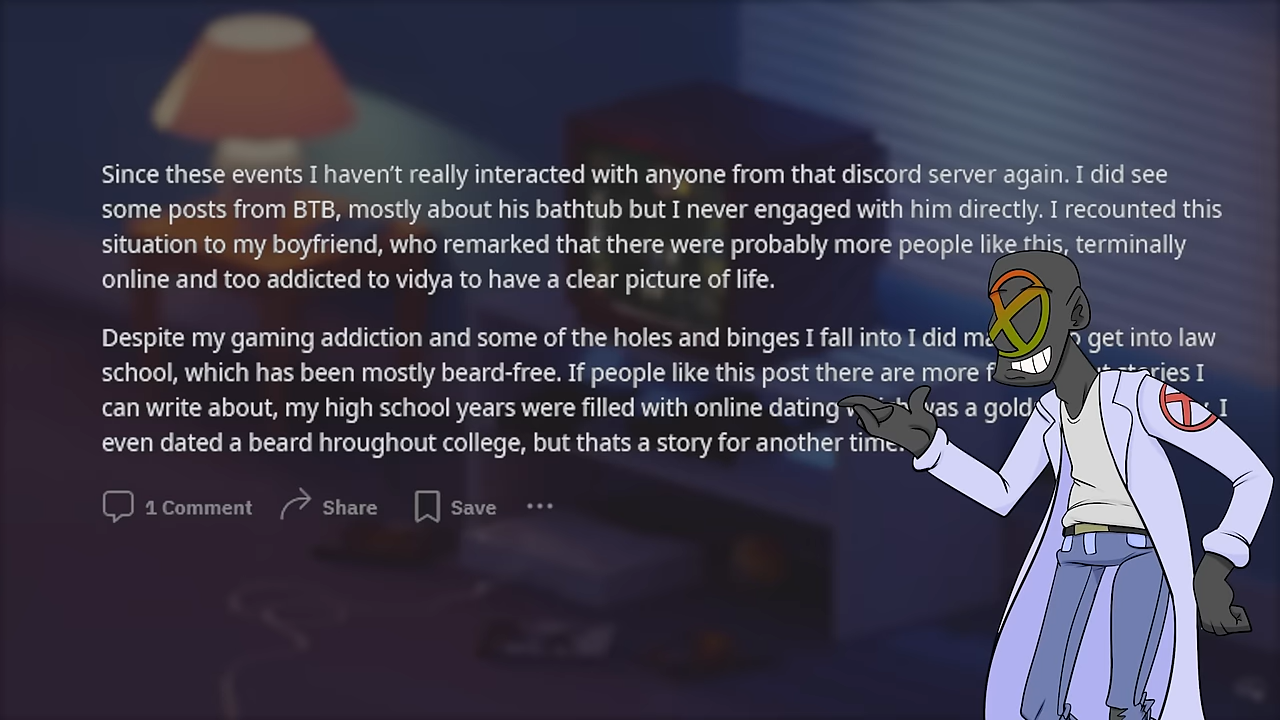 Since these events I haven’t really interacted with anyone from that discord server again. I did see
some posts from BTB, mostly about his bathtub but I never engaged with him directly. I recounted this
situation to my boyfriend, who remarked that there were probably more people like this, terminally
online and too addicted to vidya to have a clear picture of life.
Despite my gaming addiction and some of the holes and binges I fall into I did get into law
school, which has been mostly beard-free. If people like this post there are more stories I
can write about, my high school years were filled with online dating was a I
even dated a beard hroughout college, but thats a story for another time.
1 Comment Share Save